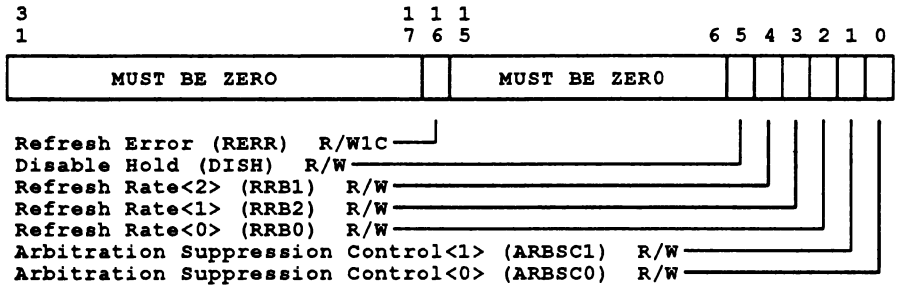 3 1 1 1
1 7 6 5 6 5 4 3 2 1 0
MUST BE ZERO MUST BE ZERO
Refresh Error (RERR) R/W1C
Disable Hold (DISH) R/W
Refresh Rate<2> (RRB1) R/W
Refresh Rate<1> (RRB2) R/W
Refresh Rate<0> (RRB0) R/W
Arbitration Suppression Control<1> (ARBSC1) R/W
Arbitration Suppression Control<0> (ARBSC0) R/W